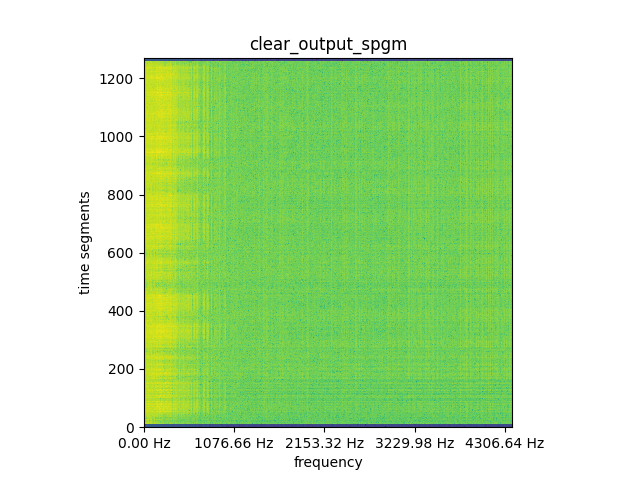 clear_output_spgm
1200
1000
800
600
400
200
0
time segments
0.00 Hz 1076.66 Hz 2153.32 Hz 3229.98 Hz 4306.64 Hz
frequency